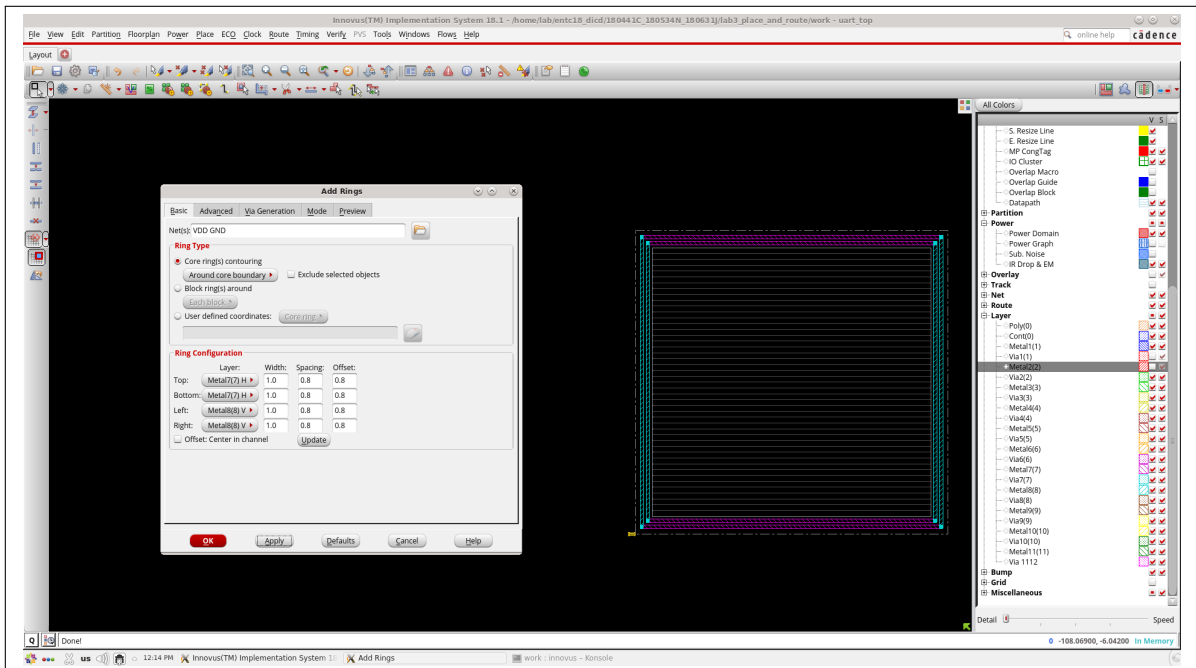 Innovus(TM) Implementation System 18.1 - /home/lab/entc18_dicd/180441C_180534N_180631J/lab3_place_and_route/work - uart_top
File View Edit Partition Floorplan Power Place ECO Clock Route Timing Verify PVS Tools Windows Flows Help
online help cādence
Layout
All Colors
V S
S. Resize Line
E. Resize Line
MP CongTag
IO Cluster
Overlap Macro
Overlap Guide
Overlap Block
Datapath
Partition
Power
Power Domain
Power Graph
Sub. Noise
IR Drop & EM
Overlay
Track
Net
Route
Layer
Poly(0)
Cont(0)
Metal1(1)
Via1(1)
Metal2(2)
Via2(2)
Metal3(3)
Via3(3)
Metal4(4)
Via4(4)
Metal5(5)
Via5(5)
Metal6(6)
Via6(6)
Metal7(7)
Via7(7)
Metal8(8)
Via8(8)
Metal9(9)
Via9(9)
Metal10(10)
Via10(10)
Metal11(11)
Via 1112
Bump
Grid
Miscellaneous
Detail Speed
Add Rings
Basic Advanced Via Generation Mode Preview
Net(s): VDD GND
Ring Type
Core ring(s) contouring
Around core boundary Exclude selected objects
Block ring(s) around
Each block
User defined coordinates: Core ring
Ring Configuration
Layer: Width: Spacing: Offset:
Top: Metal7(7) H 1.0 0.8 0.8
Bottom: Metal7(7) H 1.0 0.8 0.8
Left: Metal8(8) V 1.0 0.8 0.8
Right: Metal8(8) V 1.0 0.8 0.8
Offset: Center in channel Update
OK Apply Defaults Cancel Help
Q Done! 0 -108.06900, -6.04200 In Memory
us 12:14 PM Innovus(TM) Implementation System 18 Add Rings work : innovus – Konsole